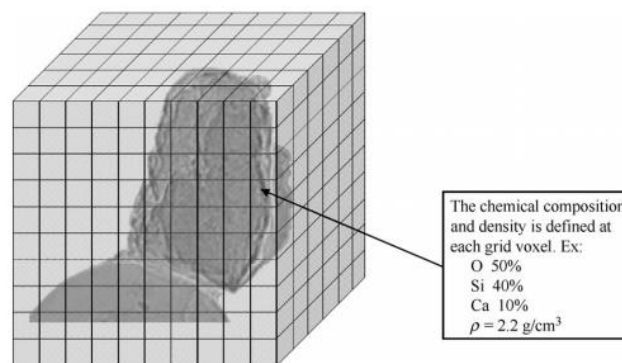 The chemical composition
and density is defined at
each grid voxel. Ex:
O 50%
Si 40%
Ca 10%
ρ = 2.2 g/cm³